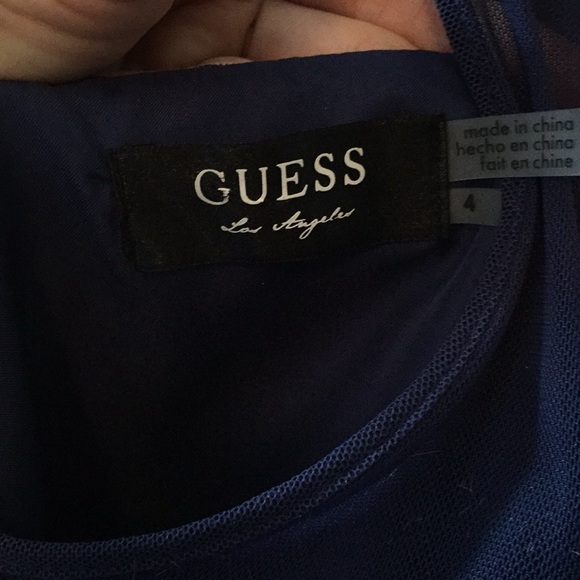 GUESS
Los Angeles
made in china
hecho en china
fait en chine
4